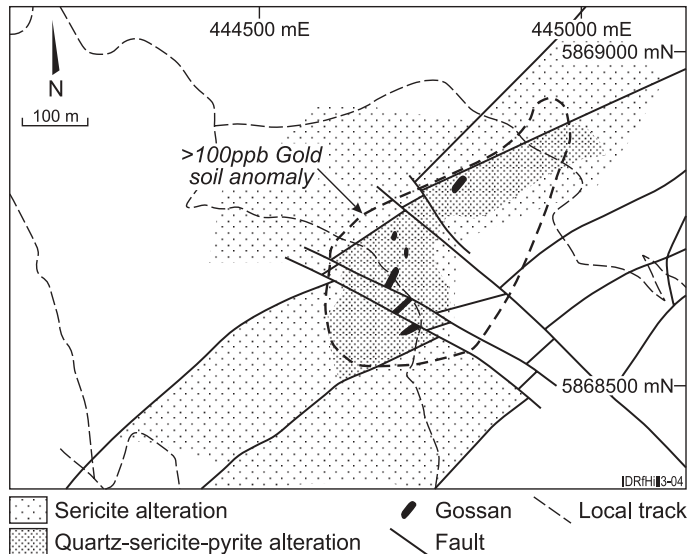 444500 mE
445000 mE
5869000 mN
N
100 m
>100ppb Gold
soil anomaly
5868500 mN
IDRfHill3-04
Sericite alteration
Gossan
Local track
Quartz-sericite-pyrite alteration
Fault